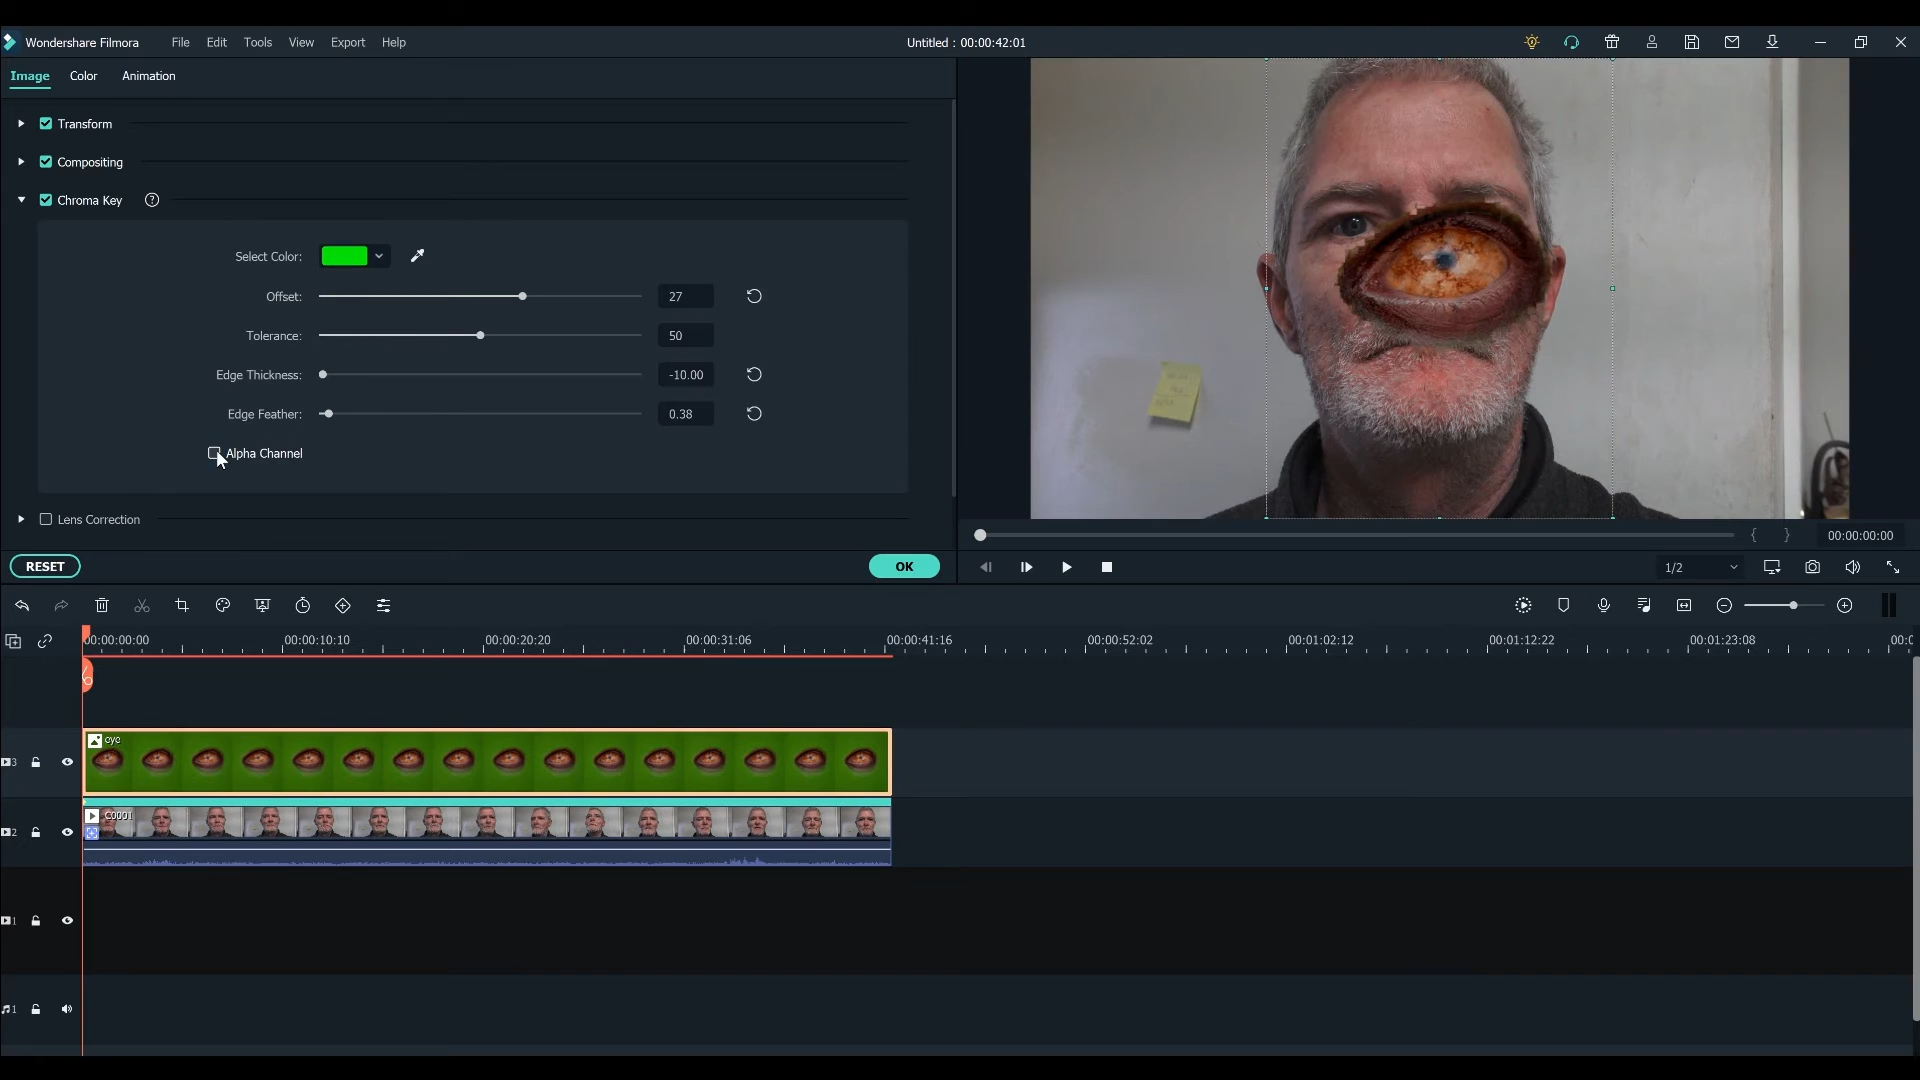 Wondershare Filmora File Edit Tools View Export Help Untitled : 00:00:42:01
Image Color Animation
Transform
Compositing
Chroma Key ?
Select Color:
Offset: 27
Tolerance: 50
Edge Thickness: -10.00
Edge Feather: 0.38
Alpha Channel
Lens Correction
{ } 00:00:00:00
RESET OK
1/2
00:00:00:00 00:00:10:10 00:00:20:20 00:00:31:06 00:00:41:16 00:00:52:02 00:01:02:12 00:01:12:22 00:01:23:08
eye
3
C0001
2
1
1